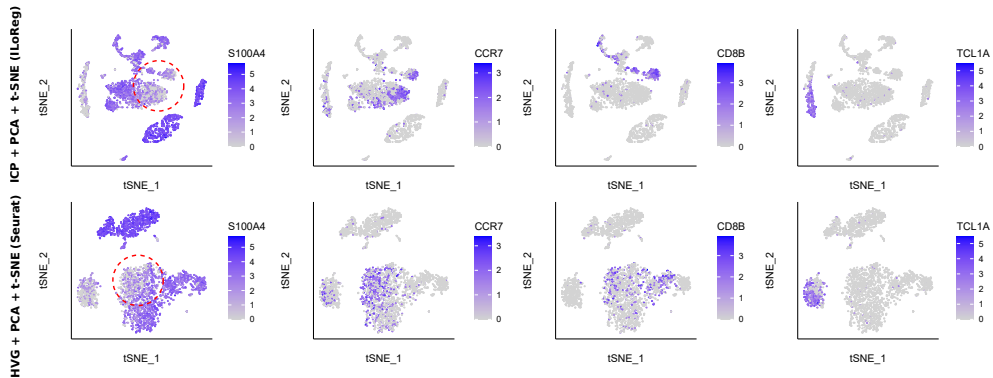 ICP + PCA + t-SNE (ILoReg)
S100A4
5
4
3
2
1
0
tSNE_2
tSNE_1
CCR7
3
2
1
0
tSNE_2
tSNE_1
CD8B
3
2
1
0
tSNE_2
tSNE_1
TCL1A
5
4
3
2
1
0
tSNE_2
tSNE_1
HVG + PCA + t-SNE (Seurat)
S100A4
5
4
3
2
1
0
tSNE_2
tSNE_1
CCR7
3
2
1
0
tSNE_2
tSNE_1
CD8B
3
2
1
0
tSNE_2
tSNE_1
TCL1A
5
4
3
2
1
0
tSNE_2
tSNE_1